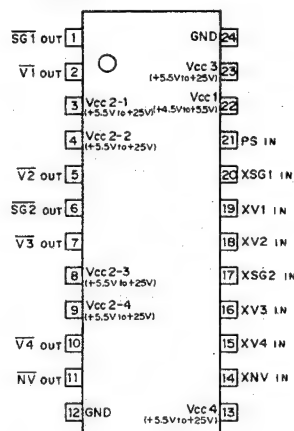 SG1 OUT 1
24 GND
V1 OUT 2
23 Vcc 3
(+5.5V to +25V)
3 Vcc 2-1
(+5.5V to +25V)
22 Vcc 1
(+4.5V to +5.5V)
4 Vcc 2-2
(+5.5V to +25V)
21 PS IN
V2 OUT 5
20 XSG1 IN
SG2 OUT 6
19 XV1 IN
V3 OUT 7
18 XV2 IN
8 Vcc 2-3
(+5.5V to +25V)
17 XSG2 IN
9 Vcc 2-4
(+5.5V to +25V)
16 XV3 IN
V4 OUT 10
15 XV4 IN
NV OUT 11
14 XNV IN
12 GND
Vcc 4 13
(+5.5V to +25V)